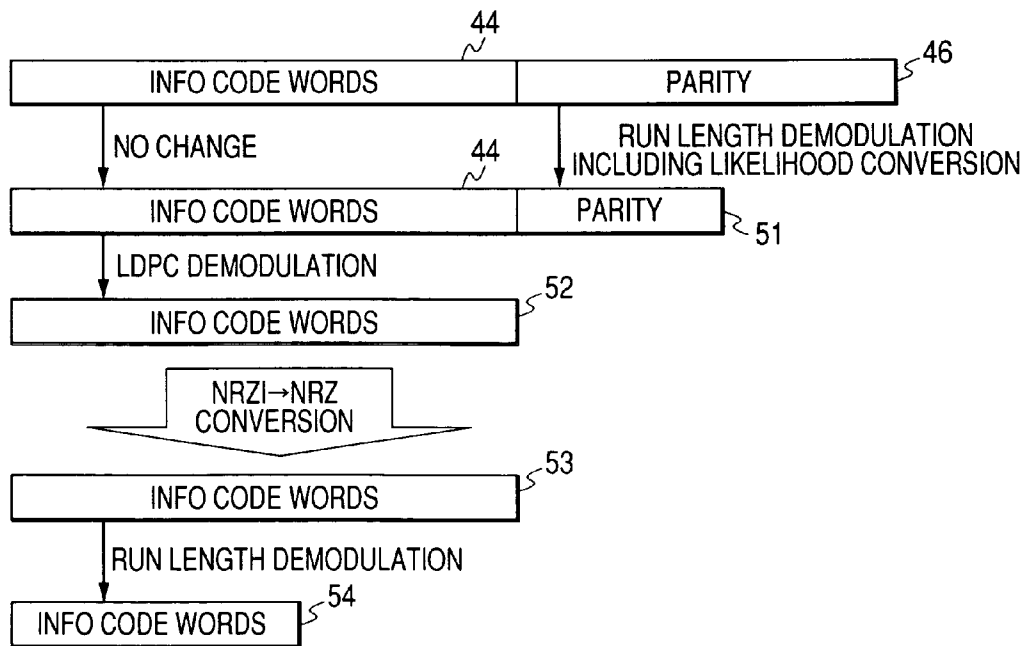 44
INFO CODE WORDS
PARITY
46
NO CHANGE
RUN LENGTH DEMODULATION
INCLUDING LIKELIHOOD CONVERSION
44
INFO CODE WORDS
PARITY
51
LDPC DEMODULATION
52
INFO CODE WORDS
NRZI→NRZ
CONVERSION
53
INFO CODE WORDS
RUN LENGTH DEMODULATION
54
INFO CODE WORDS